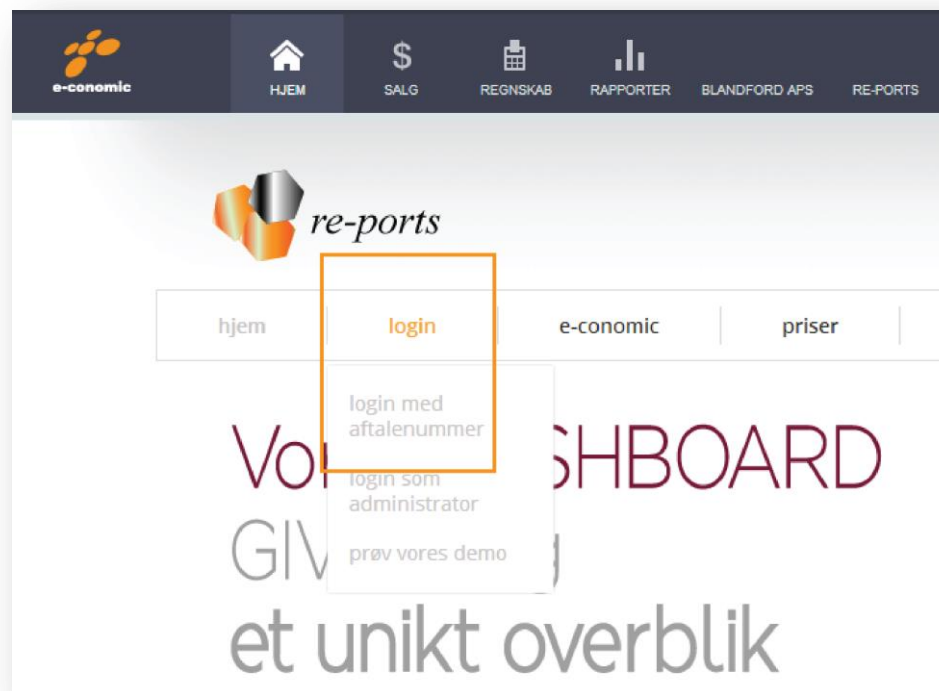 e-conomic
HJEM
SALG
REGNSKAB
RAPPORTER
BLANDFORD APS
RE-PORTS
re-ports
hjem
login
e-conomic
priser
login med
aftalenummer
login som
administrator
prøv vores demo
Vo SHBOARD
GIV g
et unikt overblik